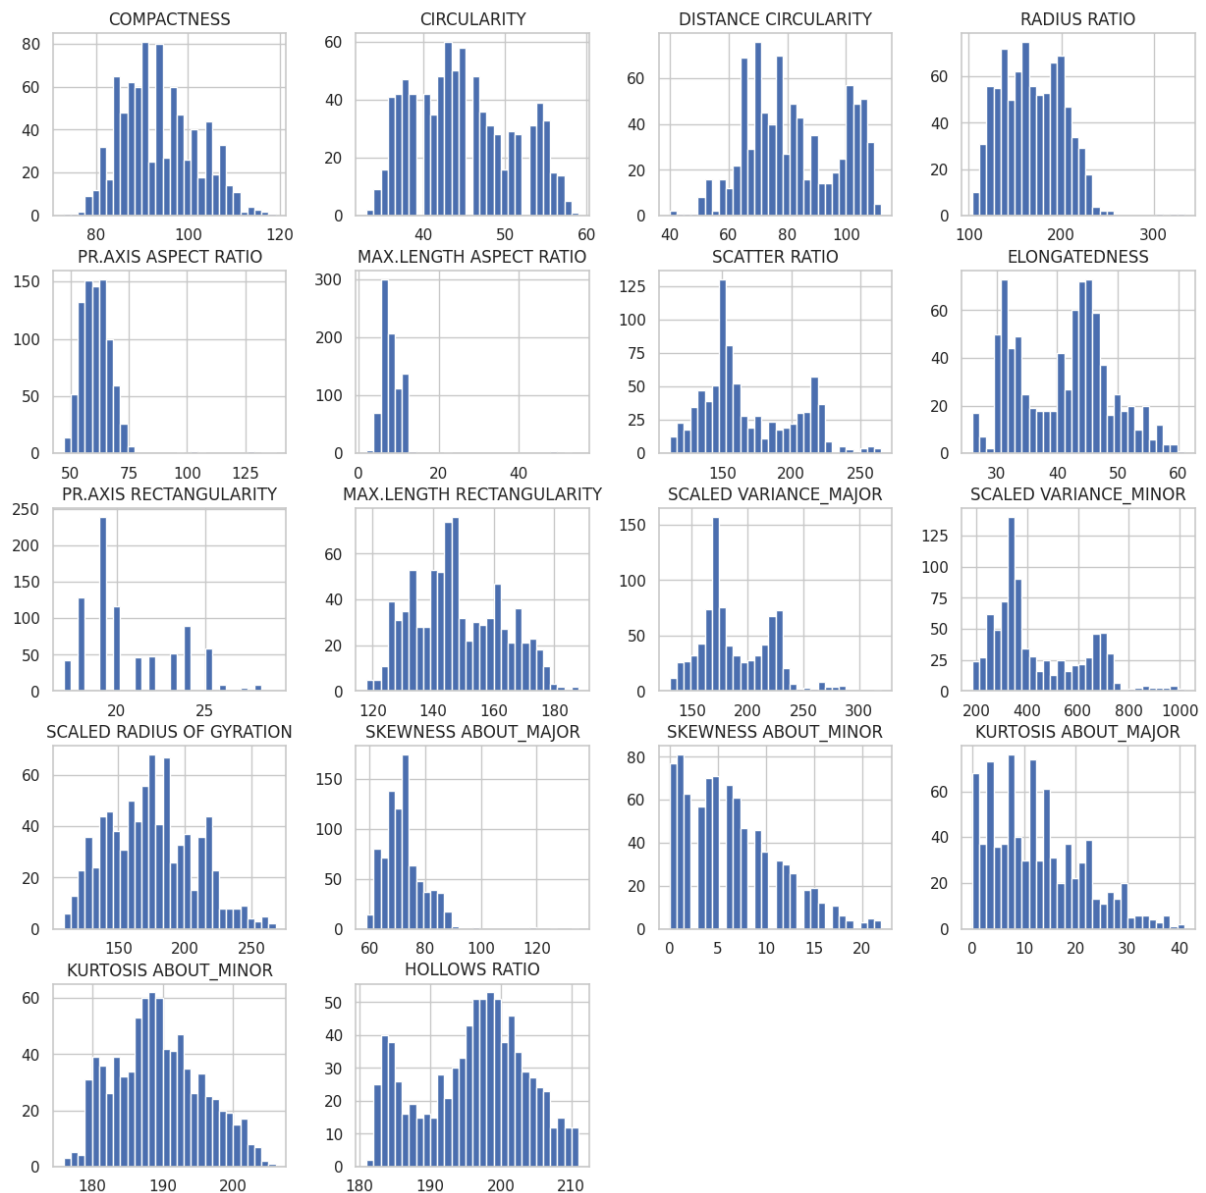 COMPACTNESS
80
60
40
20
0
80 100 120
CIRCULARITY
60
40
20
0
40 50 60
DISTANCE CIRCULARITY
60
40
20
0
40 60 80 100
RADIUS RATIO
60
40
20
0
100 200 300
PR.AXIS ASPECT RATIO
150
100
50
0
50 75 100 125
MAX.LENGTH ASPECT RATIO
300
200
100
0
0 20 40
SCATTER RATIO
125
100
75
50
25
0
150 200 250
ELONGATEDNESS
60
40
20
0
30 40 50 60
PR.AXIS RECTANGULARITY
250
200
150
100
50
0
20 25
MAX.LENGTH RECTANGULARITY
60
40
20
0
120 140 160 180
SCALED VARIANCE_MAJOR
150
100
50
0
150 200 250 300
SCALED VARIANCE_MINOR
125
100
75
50
25
0
200 400 600 800 1000
SCALED RADIUS OF GYRATION
60
40
20
0
150 200 250
SKEWNESS ABOUT_MAJOR
150
100
50
0
60 80 100 120
SKEWNESS ABOUT_MINOR
80
60
40
20
0
0 5 10 15 20
KURTOSIS ABOUT_MAJOR
60
40
20
0
0 10 20 30 40
KURTOSIS ABOUT_MINOR
60
40
20
0
180 190 200
HOLLOWS RATIO
50
40
30
20
10
0
180 190 200 210